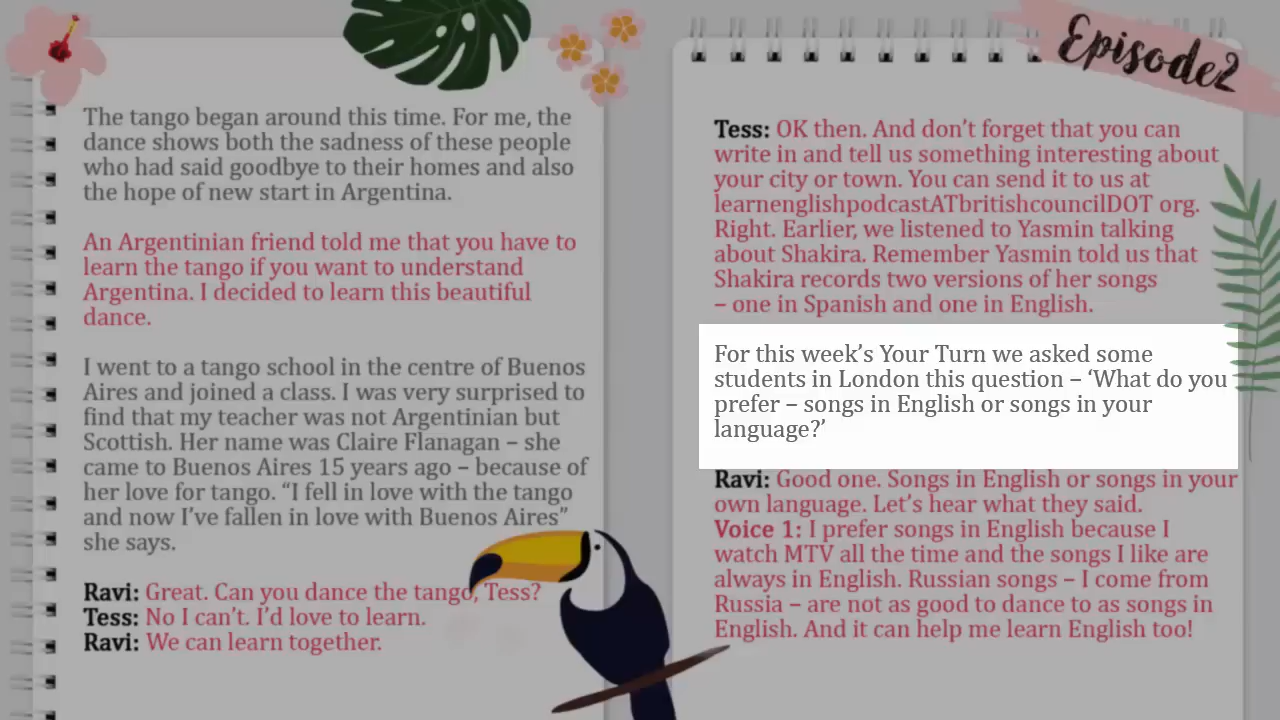 The tango began around this time. For me, the
dance shows both the sadness of these people
who had said goodbye to their homes and also
the hope of new start in Argentina.
An Argentinian friend told me that you have to
learn the tango if you want to understand
Argentina. I decided to learn this beautiful
dance.
I went to a tango school in the centre of Buenos
Aires and joined a class. I was very surprised to
find that my teacher was not Argentinian but
Scottish. Her name was Claire Flanagan – she
came to Buenos Aires 15 years ago – because of
her love for tango. “I fell in love with the tango
and now I’ve fallen in love with Buenos Aires”
she says.
Ravi: Great. Can you dance the tango, Tess?
Tess: No I can’t. I’d love to learn.
Ravi: We can learn together.
Episode2
Tess: OK then. And don’t forget that you can
write in and tell us something interesting about
your city or town. You can send it to us at
learnenglishpodcastATbritishcouncilDOT org.
Right. Earlier, we listened to Yasmin talking
about Shakira. Remember Yasmin told us that
Shakira records two versions of her songs
– one in Spanish and one in English.
For this week’s Your Turn we asked some
students in London this question – ‘What do you
prefer – songs in English or songs in your
language?’
Ravi: Good one. Songs in English or songs in your
own language. Let’s hear what they said.
Voice 1: I prefer songs in English because I
watch MTV all the time and the songs I like are
always in English. Russian songs – I come from
Russia – are not as good to dance to as songs in
English. And it can help me learn English too!